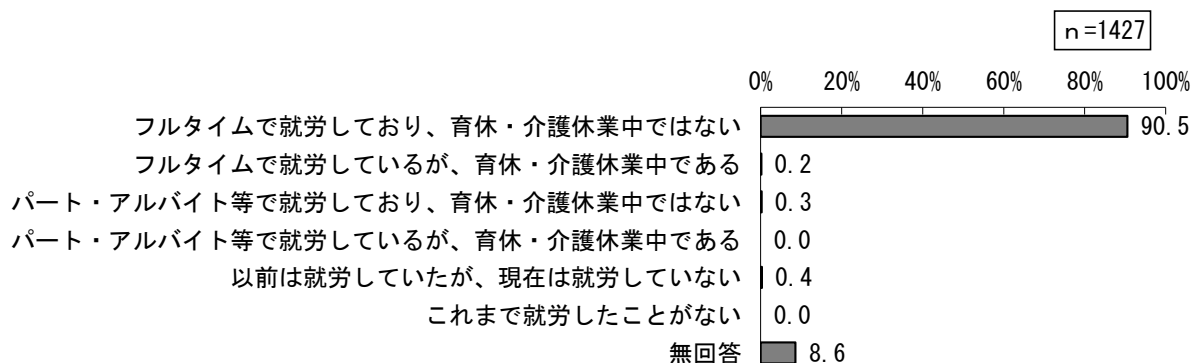 ｎ=1427
0% 20% 40% 60% 80% 100%
フルタイムで就労しており、育休・介護休業中ではない 90.5
フルタイムで就労しているが、育休・介護休業中である 0.2
パート・アルバイト等で就労しており、育休・介護休業中ではない 0.3
パート・アルバイト等で就労しているが、育休・介護休業中である 0.0
以前は就労していたが、現在は就労していない 0.4
これまで就労したことがない 0.0
無回答 8.6